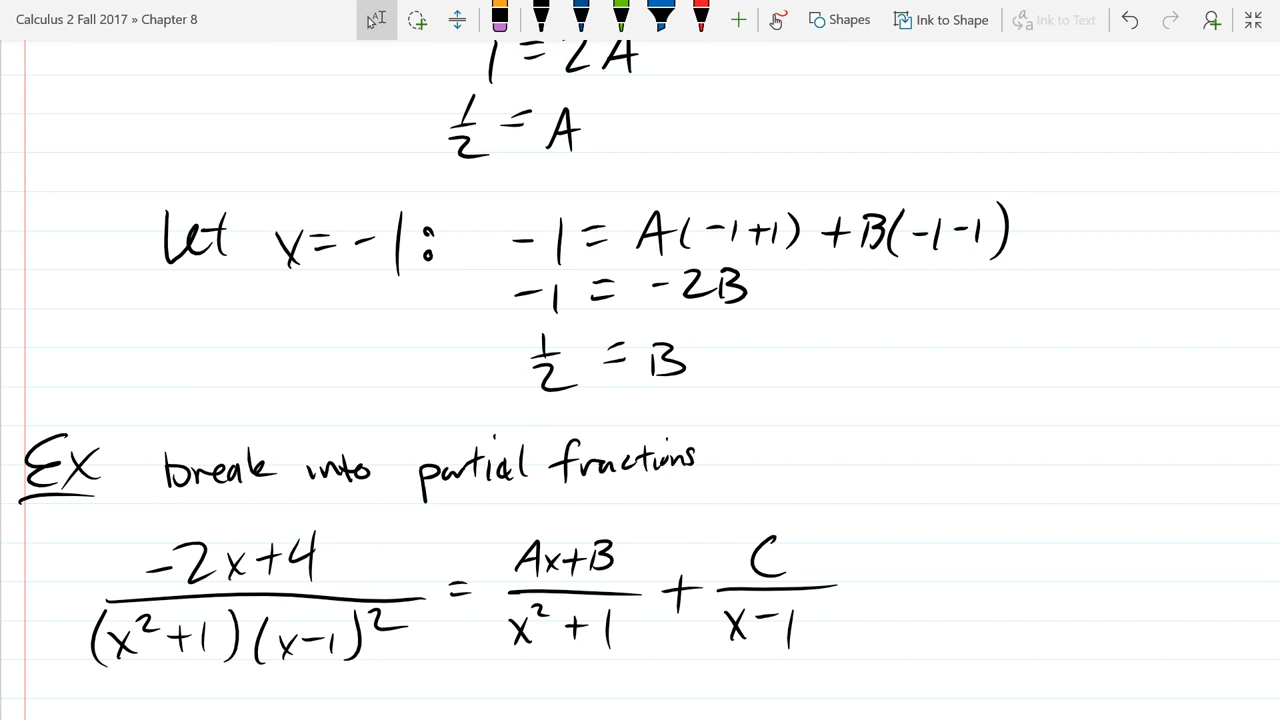 Calculus 2 Fall 2017 » Chapter 8 Shapes Ink to Shape Ink to Text
1 = 2A
1/2 = A
Let x = -1: -1 = A(-1+1) + B(-1-1)
-1 = -2B
1/2 = B
Ex break into partial fractions
(-2x+4)/((x²+1)(x-1)²) = (Ax+B)/(x²+1) + C/(x-1)